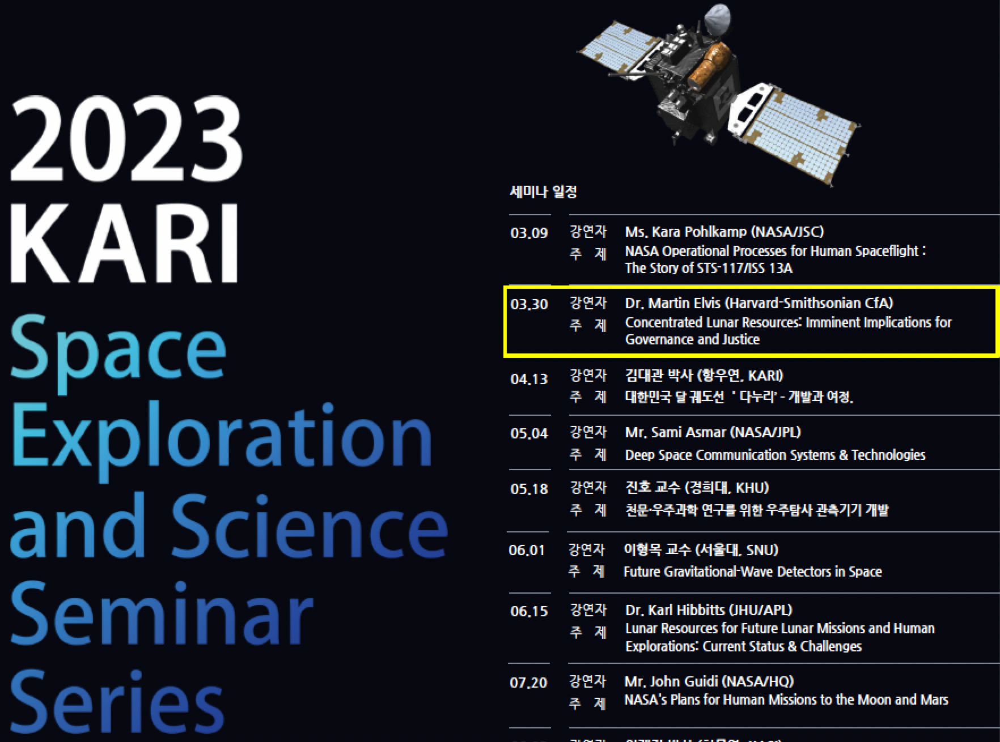 2023
KARI
Space
Exploration
and Science
Seminar
Series
세미나 일정
03.09 강연자 Ms. Kara Pohlkamp (NASA/JSC)
주 제 NASA Operational Processes for Human Spaceflight :
The Story of STS-117/ISS 13A
03.30 강연자 Dr. Martin Elvis (Harvard-Smithsonian CfA)
주 제 Concentrated Lunar Resources: Imminent Implications for
Governance and Justice
04.13 강연자 김대관 박사 (항우연, KARI)
주 제 대한민국 달 궤도선 ' 다누리' - 개발과 여정.
05.04 강연자 Mr. Sami Asmar (NASA/JPL)
주 제 Deep Space Communication Systems & Technologies
05.18 강연자 진호 교수 (경희대, KHU)
주 제 천문·우주과학 연구를 위한 우주탐사 관측기기 개발
06.01 강연자 이형목 교수 (서울대, SNU)
주 제 Future Gravitational-Wave Detectors in Space
06.15 강연자 Dr. Karl Hibbitts (JHU/APL)
주 제 Lunar Resources for Future Lunar Missions and Human
Explorations: Current Status & Challenges
07.20 강연자 Mr. John Guidi (NASA/HQ)
주 제 NASA's Plans for Human Missions to the Moon and Mars